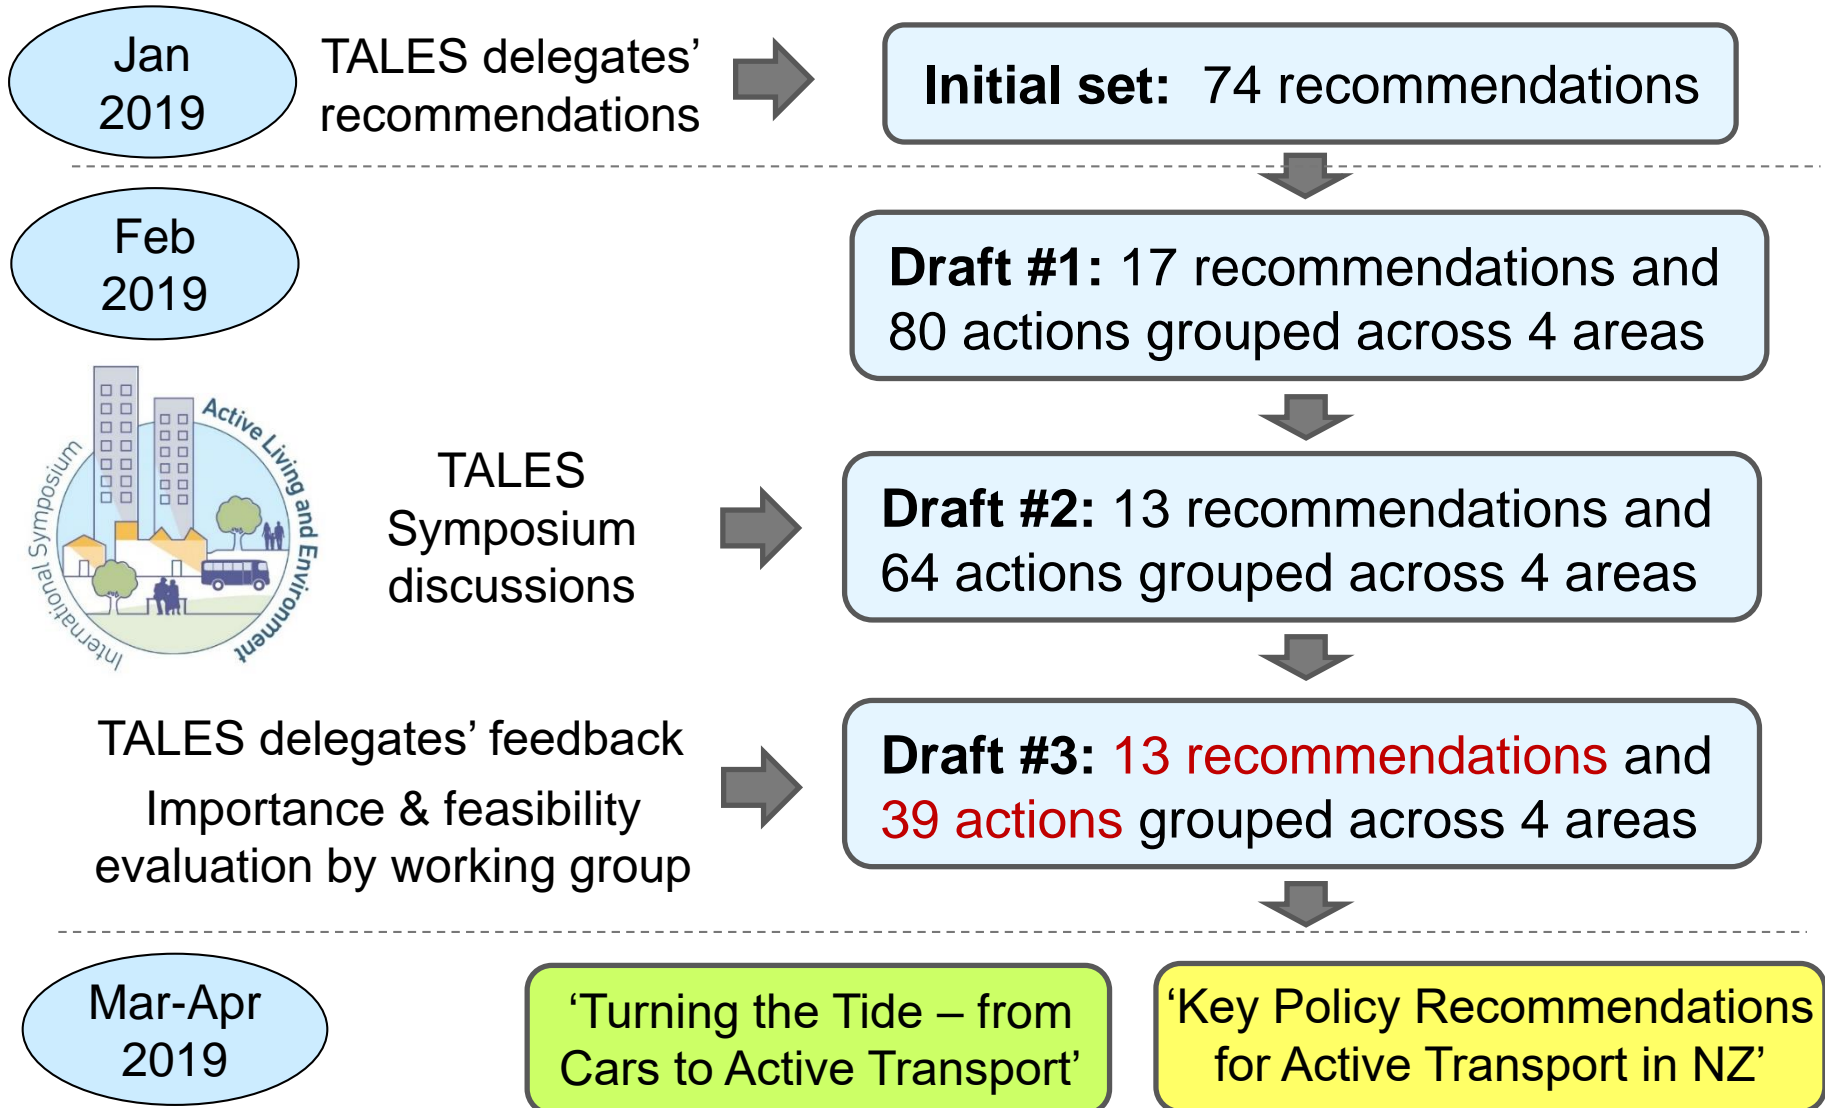 Jan
2019
TALES delegates’
recommendations
Initial set: 74 recommendations
Feb
2019
Draft #1: 17 recommendations and
80 actions grouped across 4 areas
International Symposium
Active Living and Environment
TALES
Symposium
discussions
Draft #2: 13 recommendations and
64 actions grouped across 4 areas
TALES delegates’ feedback
Importance & feasibility
evaluation by working group
Draft #3: 13 recommendations and
39 actions grouped across 4 areas
Mar-Apr
2019
‘Turning the Tide – from
Cars to Active Transport’
‘Key Policy Recommendations
for Active Transport in NZ’